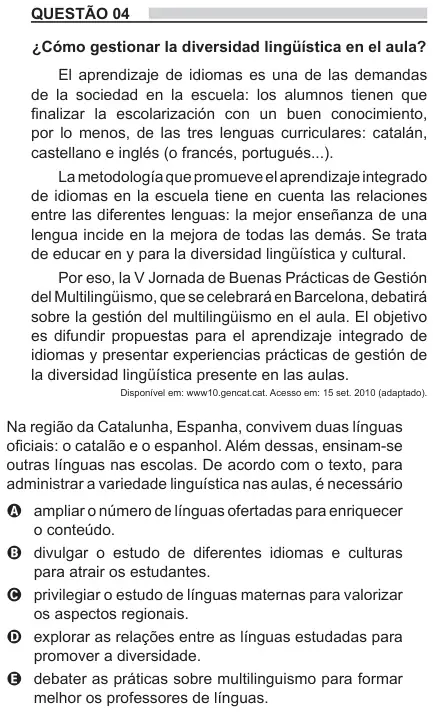 QUESTÃO 04
¿Cómo gestionar la diversidad lingüística en el aula?
El aprendizaje de idiomas es una de las demandas
de la sociedad en la escuela: los alumnos tienen que
finalizar la escolarización con un buen conocimiento,
por lo menos, de las tres lenguas curriculares: catalán,
castellano e inglés (o francés, portugués...).
La metodología que promueve el aprendizaje integrado
de idiomas en la escuela tiene en cuenta las relaciones
entre las diferentes lenguas: la mejor enseñanza de una
lengua incide en la mejora de todas las demás. Se trata
de educar en y para la diversidad lingüística y cultural.
Por eso, la V Jornada de Buenas Prácticas de Gestión
del Multilingüismo, que se celebrará en Barcelona, debatirá
sobre la gestión del multilingüismo en el aula. El objetivo
es difundir propuestas para el aprendizaje integrado de
idiomas y presentar experiencias prácticas de gestión de
la diversidad lingüística presente en las aulas.
Disponível em: www10.gencat.cat. Acesso em: 15 set. 2010 (adaptado).
Na região da Catalunha, Espanha, convivem duas línguas
oficiais: o catalão e o espanhol. Além dessas, ensinam-se
outras línguas nas escolas. De acordo com o texto, para
administrar a variedade linguística nas aulas, é necessário
A ampliar o número de línguas ofertadas para enriquecer
o conteúdo.
B divulgar o estudo de diferentes idiomas e culturas
para atrair os estudantes.
C privilegiar o estudo de línguas maternas para valorizar
os aspectos regionais.
D explorar as relações entre as línguas estudadas para
promover a diversidade.
E debater as práticas sobre multilinguismo para formar
melhor os professores de línguas.